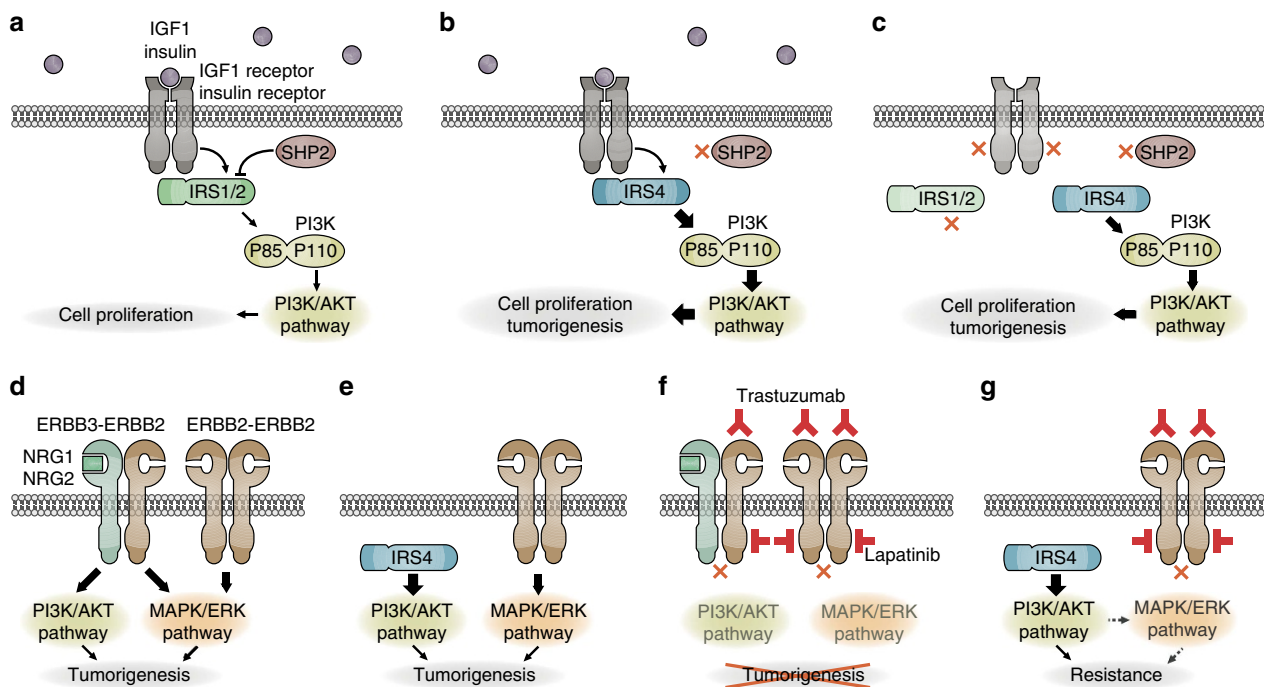 a
IGF1
insulin
IGF1 receptor
insulin receptor
SHP2
IRS1/2
PI3K
P85
P110
PI3K/AKT
pathway
Cell proliferation
b
SHP2
IRS4
PI3K
P85
P110
PI3K/AKT
pathway
Cell proliferation
tumorigenesis
c
SHP2
IRS1/2
IRS4
PI3K
P85
P110
PI3K/AKT
pathway
Cell proliferation
tumorigenesis
d
ERBB3-ERBB2
ERBB2-ERBB2
NRG1
NRG2
PI3K/AKT
pathway
MAPK/ERK
pathway
Tumorigenesis
e
IRS4
PI3K/AKT
pathway
MAPK/ERK
pathway
Tumorigenesis
f
Trastuzumab
Lapatinib
PI3K/AKT
pathway
MAPK/ERK
pathway
Tumorigenesis
g
IRS4
PI3K/AKT
pathway
MAPK/ERK
pathway
Resistance